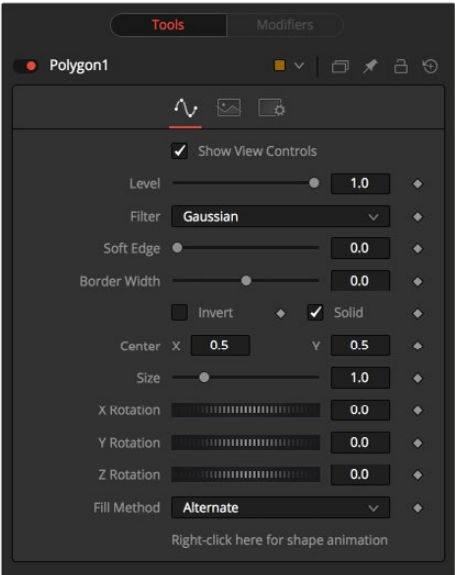 Tools Modifiers
Polygon1
Show View Controls
Level 1.0
Filter Gaussian
Soft Edge 0.0
Border Width 0.0
Invert Solid
Center X 0.5 Y 0.5
Size 1.0
X Rotation 0.0
Y Rotation 0.0
Z Rotation 0.0
Fill Method Alternate
Right-click here for shape animation